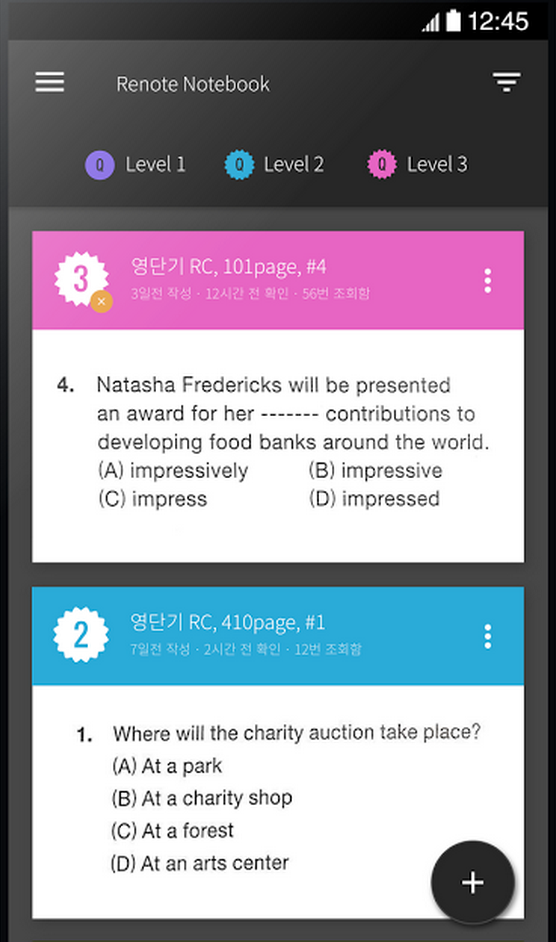 12:45
Renote Notebook
Q Level 1 Q Level 2 Q Level 3
3
영단기 RC, 101page, #4
3일전 작성 · 12시간 전 확인 · 56번 조회함
4. Natasha Fredericks will be presented
an award for her ------- contributions to
developing food banks around the world.
(A) impressively (B) impressive
(C) impress (D) impressed
2
영단기 RC, 410page, #1
7일전 작성 · 2시간 전 확인 · 12번 조회함
1. Where will the charity auction take place?
(A) At a park
(B) At a charity shop
(C) At a forest
(D) At an arts center